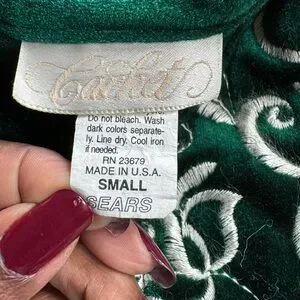 Cachet
Do not bleach. Wash
dark colors separate-
ly. Line dry. Cool iron
if needed.
RN 23679
MADE IN U.S.A.
SMALL
SEARS